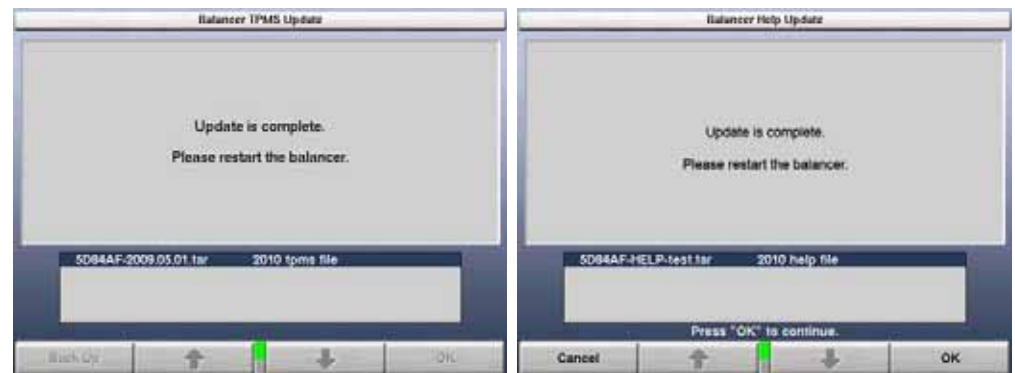 Balancer TPMS Update
Update is complete.
Please restart the balancer.
5D84AF-2009.05.01.tar 2010 tpms file
Back Up OK
Balancer Help Update
Update is complete.
Please restart the balancer.
5D84AF-HELP-test.tar 2010 help file
Press "OK" to continue.
Cancel OK